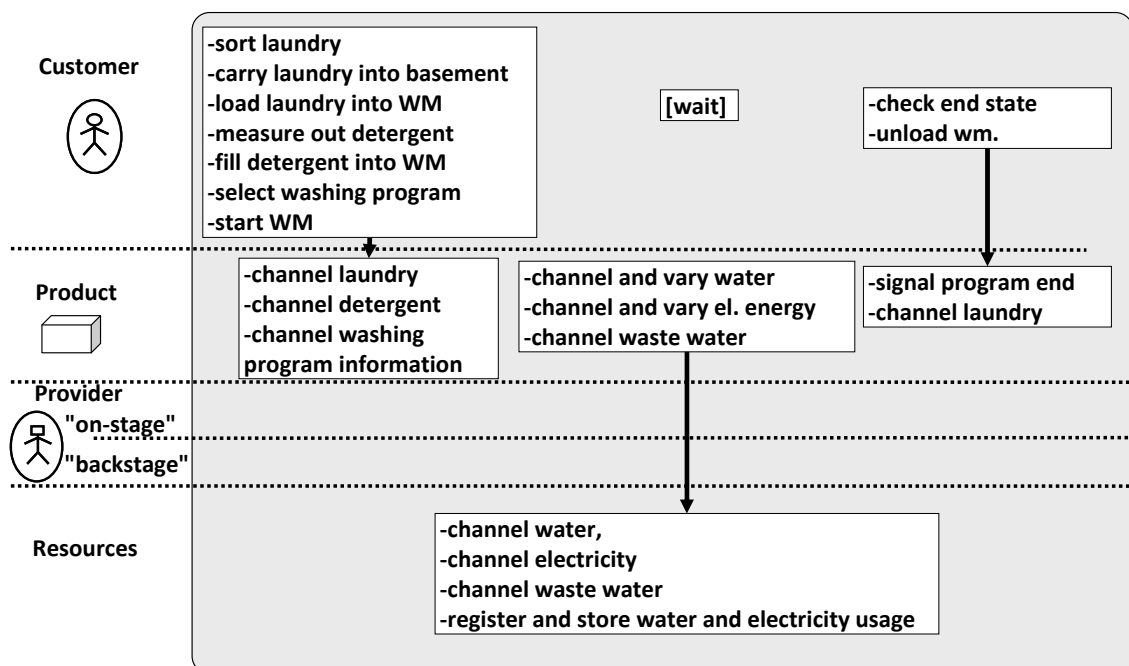 Customer
-sort laundry
-carry laundry into basement
-load laundry into WM
-measure out detergent
-fill detergent into WM
-select washing program
-start WM
[wait]
-check end state
-unload wm.
Product
-channel laundry
-channel detergent
-channel washing
program information
-channel and vary water
-channel and vary el. energy
-channel waste water
-signal program end
-channel laundry
Provider
"on-stage"
"backstage"
Resources
-channel water,
-channel electricity
-channel waste water
-register and store water and electricity usage